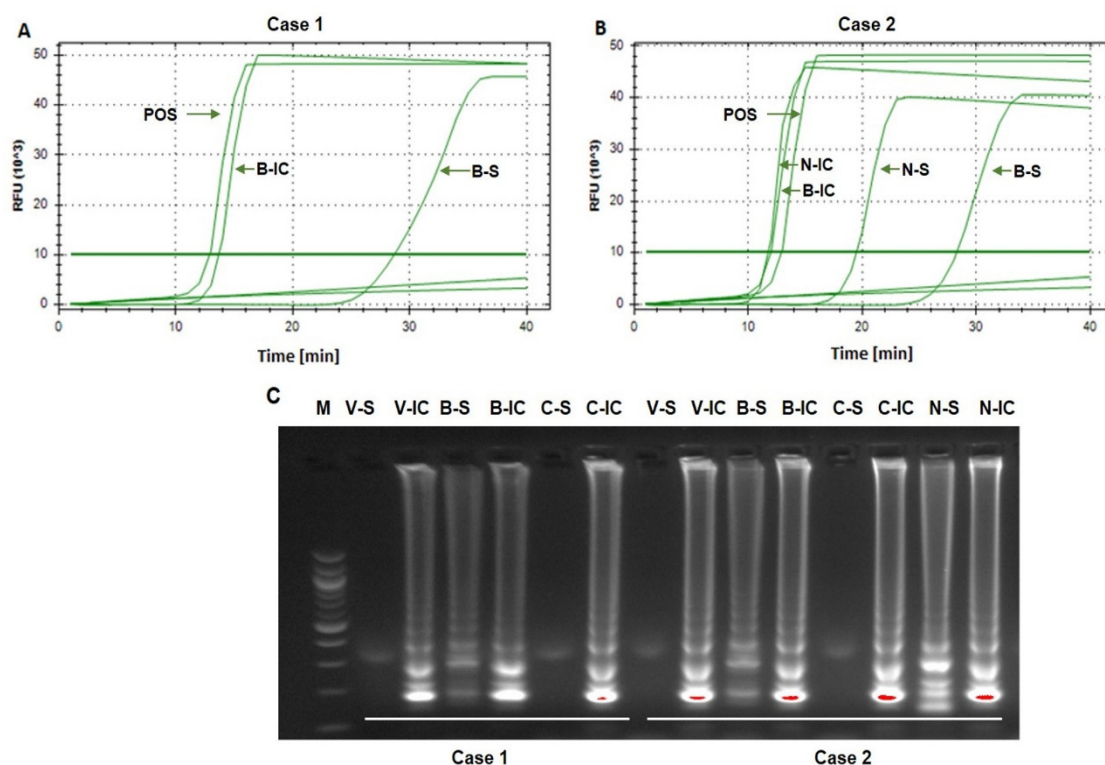 A
Case 1
50
40
30
20
10
0
RFU (10^3)
POS
B-IC
B-S
0
10
20
30
40
Time [min]
B
Case 2
50
40
30
20
10
0
RFU (10^3)
POS
N-IC
B-IC
N-S
B-S
0
10
20
30
40
Time [min]
C
M V-S V-IC B-S B-IC C-S C-IC V-S V-IC B-S B-IC C-S C-IC N-S N-IC
Case 1 Case 2